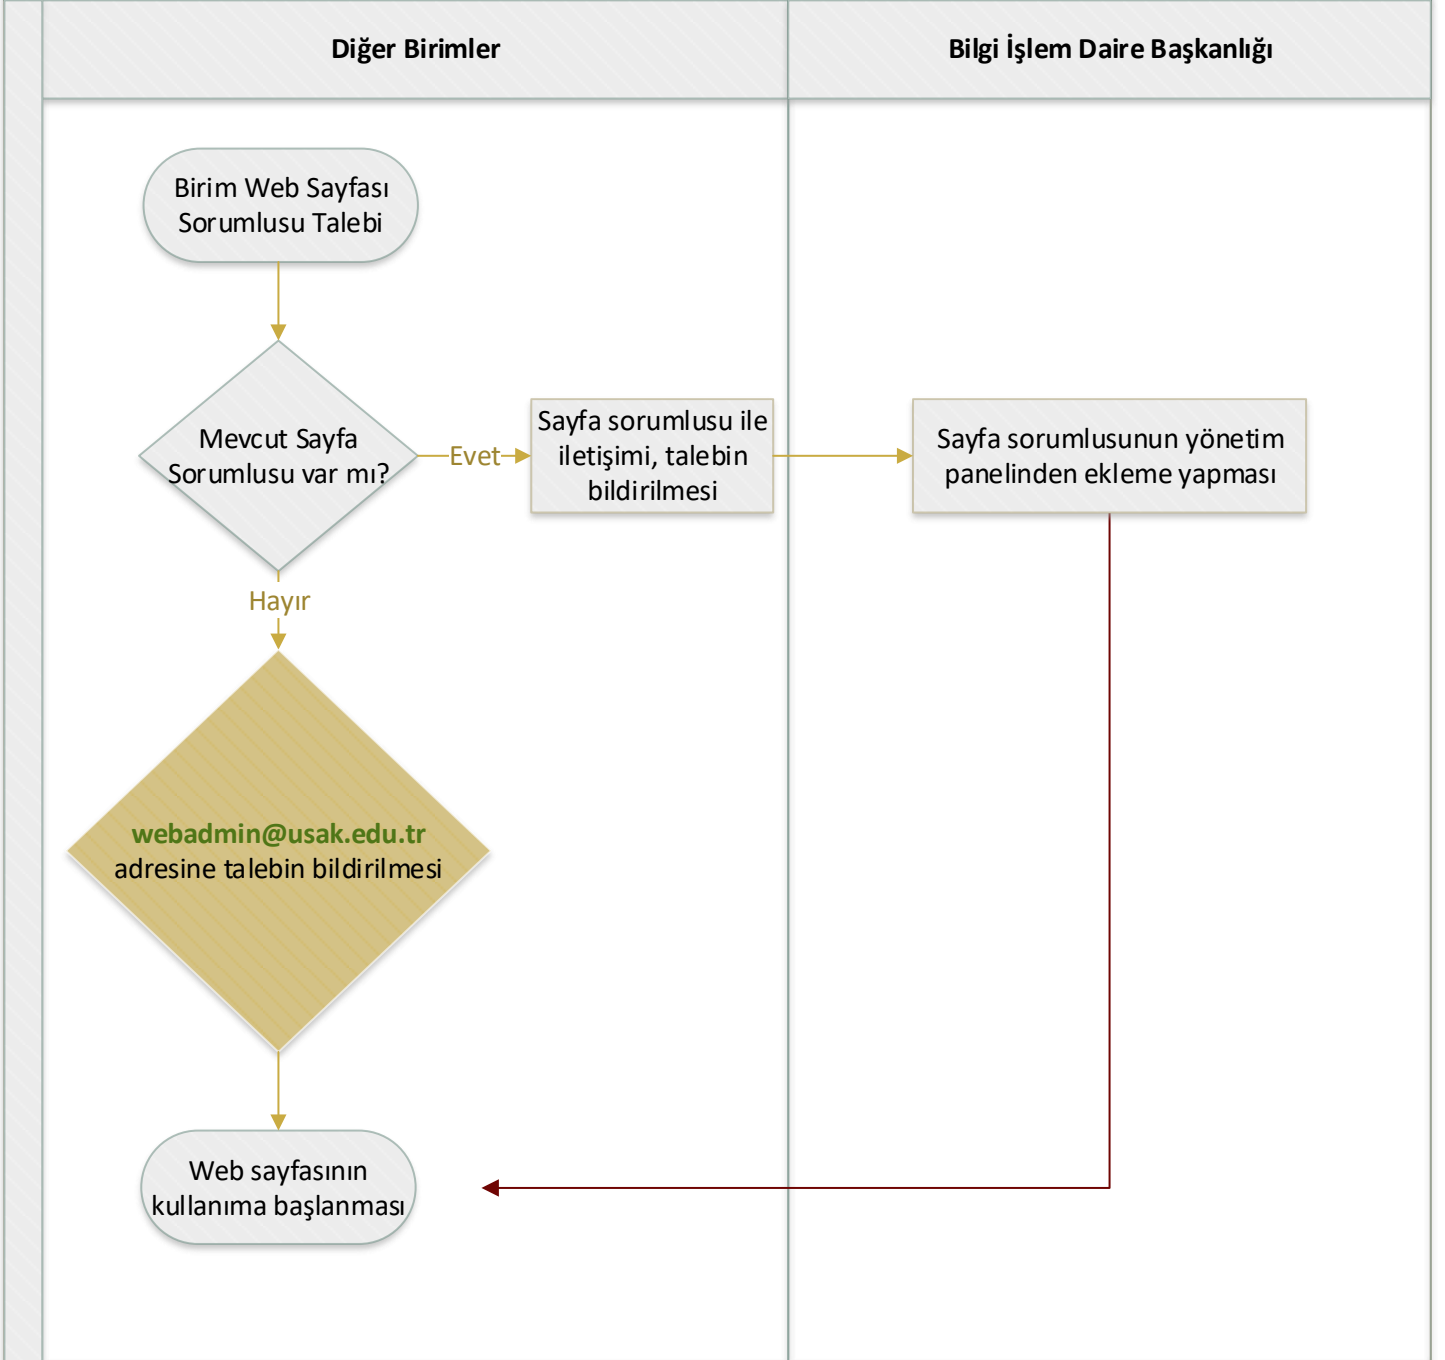 Diğer Birimler
Bilgi İşlem Daire Başkanlığı
Birim Web Sayfası
Sorumlusu Talebi
Mevcut Sayfa
Sorumlusu var mı?
Evet
Sayfa sorumlusu ile
iletişimi, talebin
bildirilmesi
Sayfa sorumlusunun yönetim
panelinden ekleme yapması
Hayır
webadmin@usak.edu.tr
adresine talebin bildirilmesi
Web sayfasının
kullanıma başlanması